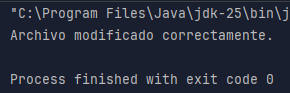 "C:\Program Files\Java\jdk-25\bin\j
Archivo modificado correctamente.
Process finished with exit code 0